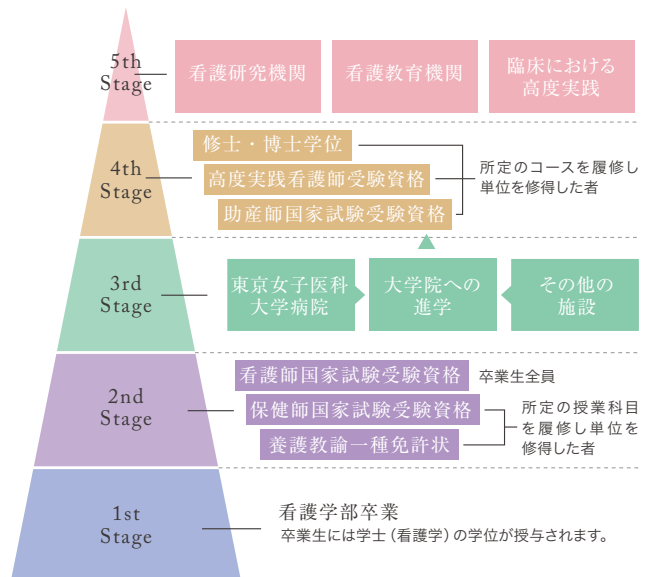 5th
Stage
看護研究機関
看護教育機関
臨床における
高度実践
4th
Stage
修士・博士学位
高度実践看護師受験資格
助産師国家試験受験資格
所定のコースを履修し
単位を修得した者
3rd
Stage
東京女子医科
大学病院
大学院への
進学
その他の
施設
2nd
Stage
看護師国家試験受験資格
卒業生全員
保健師国家試験受験資格
養護教諭一種免許状
所定の授業科目
を履修し単位を
修得した者
1st
Stage
看護学部卒業
卒業生には学士（看護学）の学位が授与されます。